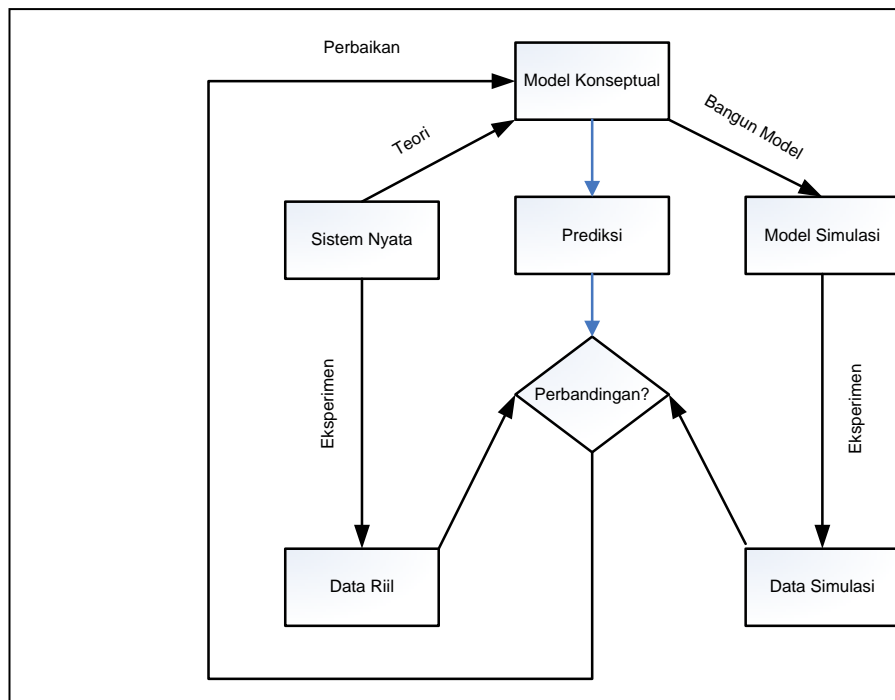 Perbaikan
Model Konseptual
Teori
Bangun Model
Sistem Nyata
Prediksi
Model Simulasi
Eksperimen
Perbandingan?
Eksperimen
Data Riil
Data Simulasi